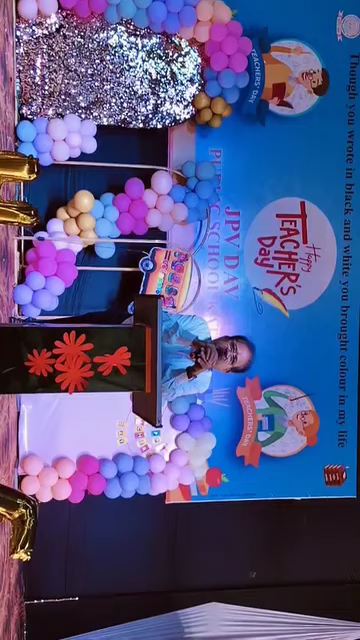 Though you wrote in black and white you brought colour in my life
TEACHERS' DAY
Happy
TEACHER'S
Day!
TEACHERS' DAY
JPV DAV
PUBLIC SCHOOL